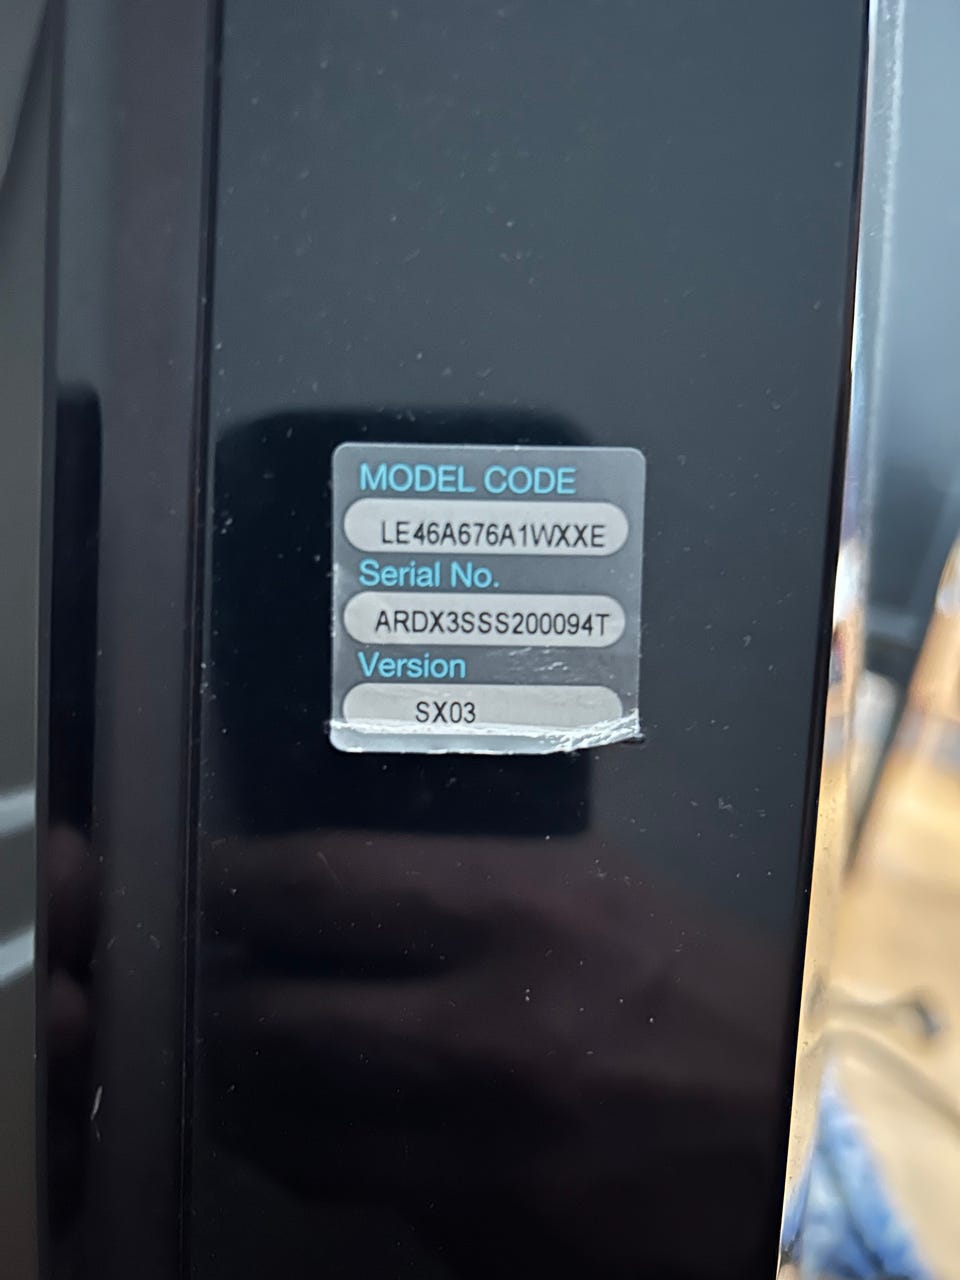 MODEL CODE
LE46A676A1WXXE
Serial No.
ARDX3SSS200094T
Version
SX03